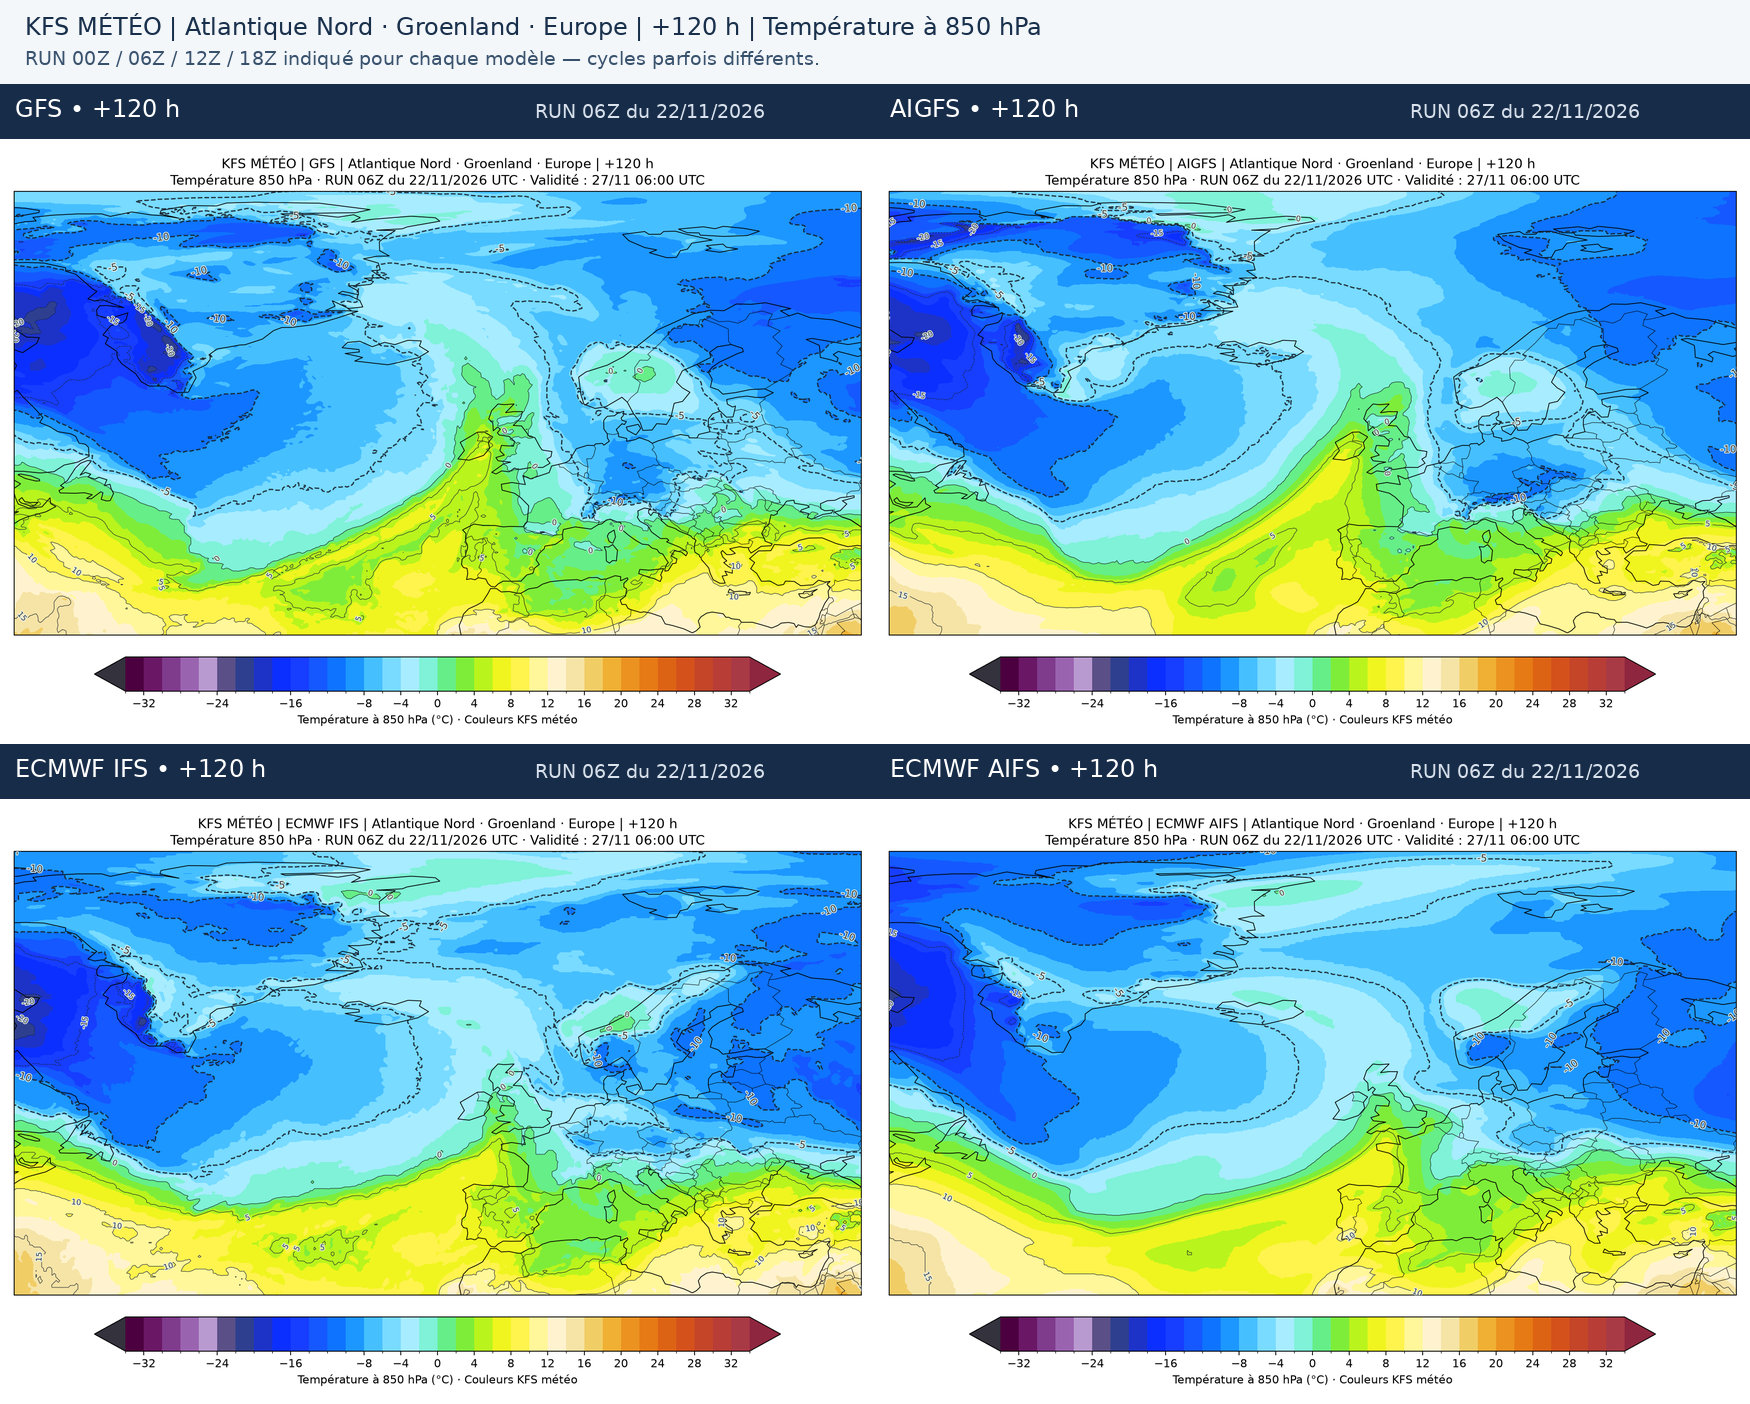 KFS MÉTÉO | Atlantique Nord · Groenland · Europe | +120 h | Température à 850 hPa
RUN 00Z / 06Z / 12Z / 18Z indiqué pour chaque modèle — cycles parfois différents.
GFS • +120 h
RUN 06Z du 22/11/2026
AIGFS • +120 h
RUN 06Z du 22/11/2026
KFS MÉTÉO | GFS | Atlantique Nord · Groenland · Europe | +120 h
Température 850 hPa · RUN 06Z du 22/11/2026 UTC · Validité : 27/11 06:00 UTC
KFS MÉTÉO | AIGFS | Atlantique Nord · Groenland · Europe | +120 h
Température 850 hPa · RUN 06Z du 22/11/2026 UTC · Validité : 27/11 06:00 UTC
−32 −24 −16 −8 −4 0 4 8 12 16 20 24 28 32
Température à 850 hPa (°C) · Couleurs KFS météo
−32 −24 −16 −8 −4 0 4 8 12 16 20 24 28 32
Température à 850 hPa (°C) · Couleurs KFS météo
ECMWF IFS • +120 h
RUN 06Z du 22/11/2026
ECMWF AIFS • +120 h
RUN 06Z du 22/11/2026
KFS MÉTÉO | ECMWF IFS | Atlantique Nord · Groenland · Europe | +120 h
Température 850 hPa · RUN 06Z du 22/11/2026 UTC · Validité : 27/11 06:00 UTC
KFS MÉTÉO | ECMWF AIFS | Atlantique Nord · Groenland · Europe | +120 h
Température 850 hPa · RUN 06Z du 22/11/2026 UTC · Validité : 27/11 06:00 UTC
−32 −24 −16 −8 −4 0 4 8 12 16 20 24 28 32
Température à 850 hPa (°C) · Couleurs KFS météo
−32 −24 −16 −8 −4 0 4 8 12 16 20 24 28 32
Température à 850 hPa (°C) · Couleurs KFS météo